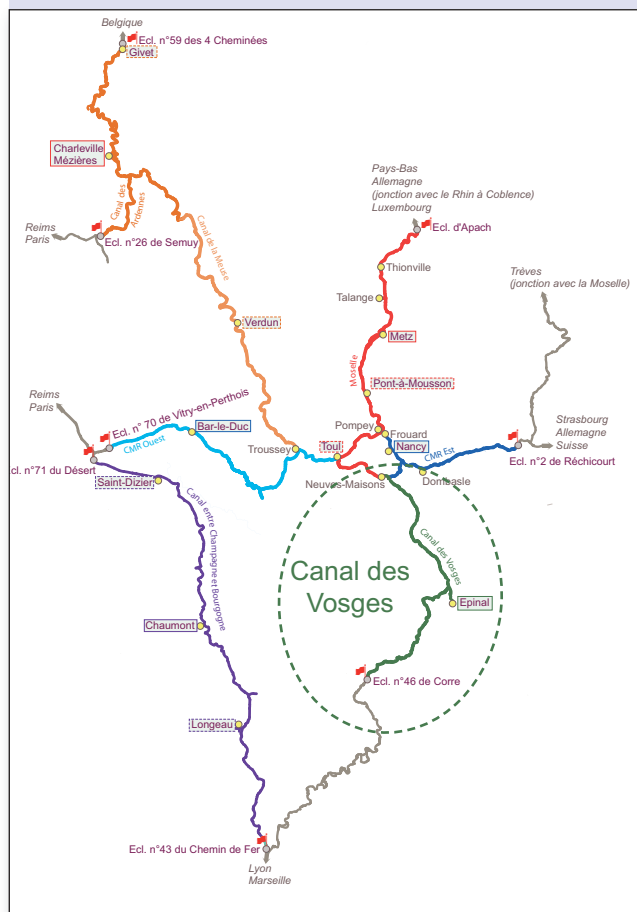 Belgique
Ecl. n°59 des 4 Cheminées
Givet
Charleville
Mézières
Canal des
Ardennes
Reims
Paris
Ecl. n°26 de Semuy
Canal de la Meuse
Verdun
Pays-Bas
Allemagne
(jonction avec le Rhin à Coblence)
Luxembourg
Ecl. d'Apach
Thionville
Talange
Metz
Moselle
Pont-à-Mousson
Trèves
(jonction avec la Moselle)
Reims
Paris
Ecl. n° 70 de Vitry-en-Perthois
Bar-le-Duc
CMR Ouest
Troussey
Toul
Pompey
Frouard
Nancy
CMR Est
Strasbourg
Allemagne
Suisse
Ecl. n°2 de Réchicourt
cl. n°71 du Désert
Saint-Dizier
Neuves-Maisons
Dombasle
Canal entre
Champagne et Bourgogne
Canal des Vosges
Canal des
Vosges
Epinal
Chaumont
Ecl. n°46 de Corre
Longeau
Ecl. n°43 du Chemin de Fer
Lyon
Marseille